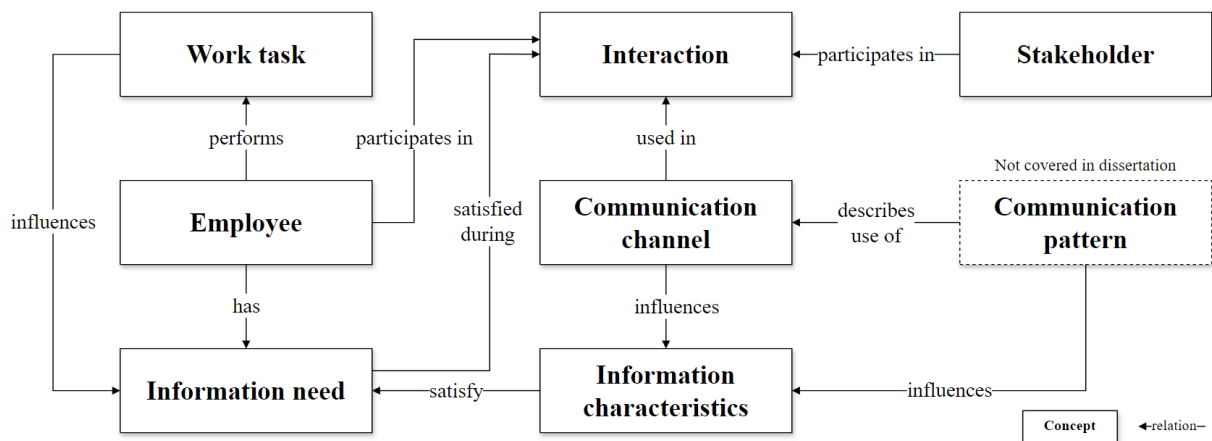 Work task
Interaction
participates in
Stakeholder
performs
participates in
used in
Not covered in dissertation
influences
Employee
satisfied
during
Communication
channel
describes
use of
Communication
pattern
has
influences
Information need
satisfy
Information
characteristics
influences
Concept
relation